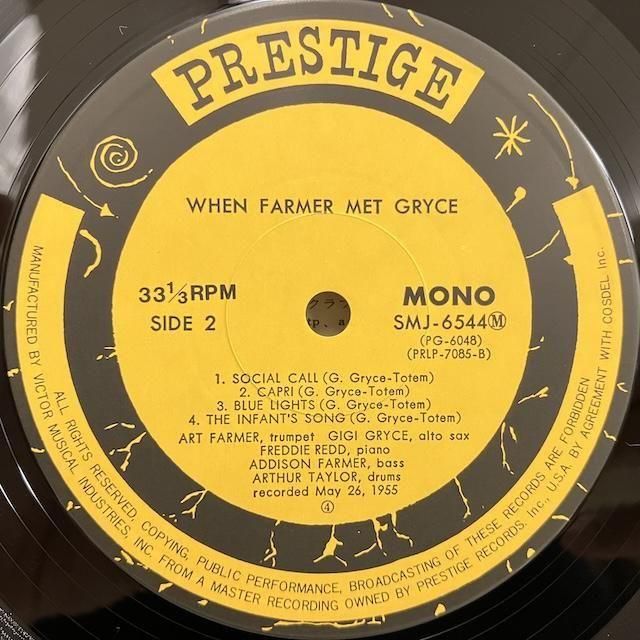 PRESTIGE
WHEN FARMER MET GRYCE
33 1/3 RPM
SIDE 2
MONO
SMJ-6544Ⓜ
(PG-6048)
(PRLP-7085-B)
1. SOCIAL CALL (G. Gryce-Totem)
2. CAPRI (G. Gryce-Totem)
3. BLUE LIGHTS (G. Gryce-Totem)
4. THE INFANT'S SONG (G. Gryce-Totem)
ART FARMER, trumpet GIGI GRYCE, alto sax
FREDDIE REDD, piano
ADDISON FARMER, bass
ARTHUR TAYLOR, drums
recorded May 26, 1955
④
MANUFACTURED BY VICTOR MUSICAL INDUSTRIES, INC. FROM A MASTER RECORDING OWNED BY PRESTIGE RECORDS, Inc., U.S.A. BY AGREEMENT WITH COSDEL Inc.
ALL RIGHTS RESERVED, COPYING, PUBLIC PERFORMANCE, BROADCASTING OF THESE RECORDS ARE FORBIDDEN